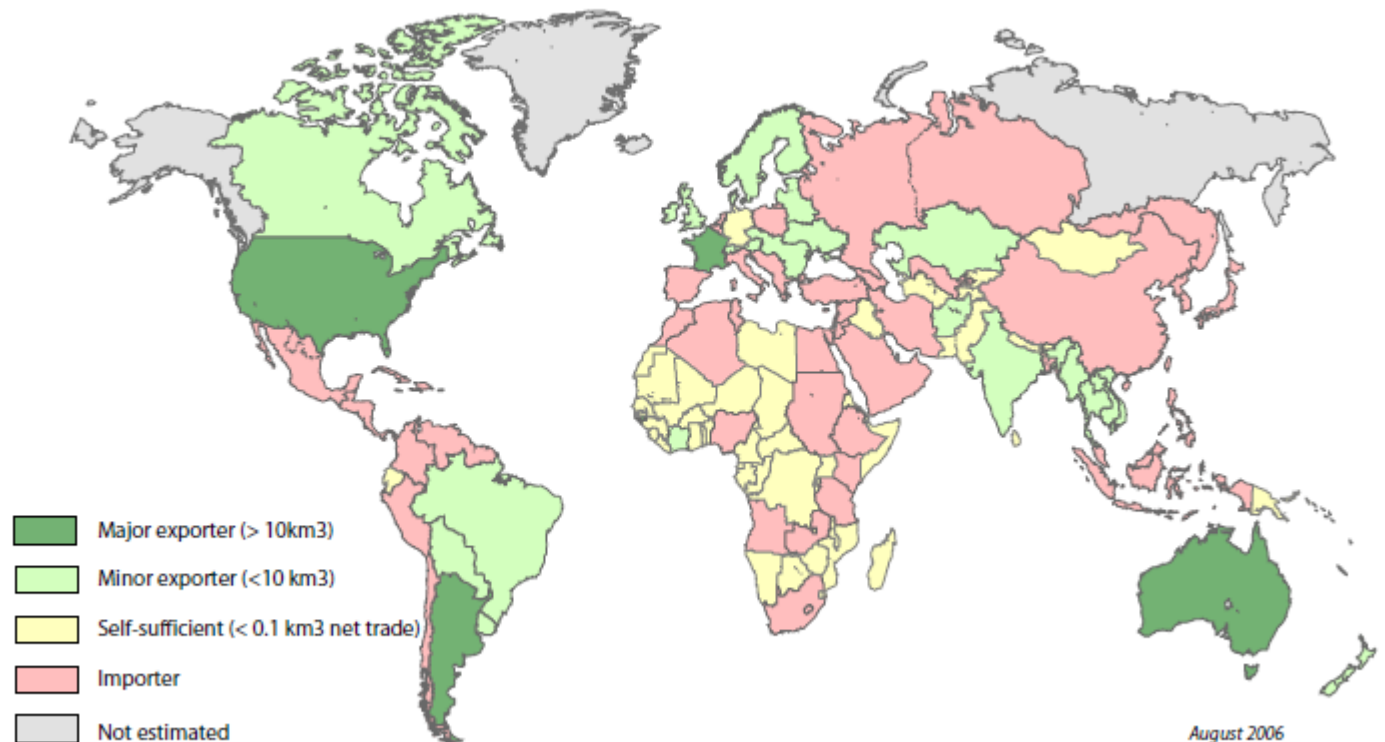 Major exporter (> 10km3)
Minor exporter (<10 km3)
Self-sufficient (< 0.1 km3 net trade)
Importer
Not estimated
August 2006